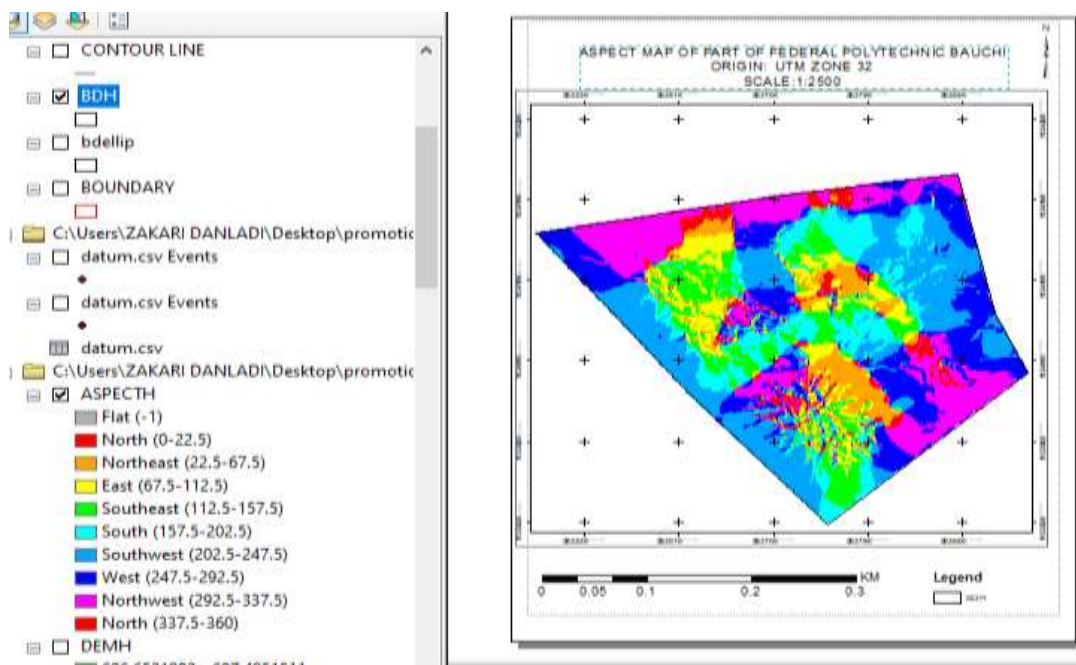 CONTOUR LINE
BDH
bdellip
BOUNDARY
C:\Users\ZAKARI DANLADI\Desktop\promotic
datum.csv Events
datum.csv Events
datum.csv
C:\Users\ZAKARI DANLADI\Desktop\promotic
ASPECTH
Flat (-1)
North (0-22.5)
Northeast (22.5-67.5)
East (67.5-112.5)
Southeast (112.5-157.5)
South (157.5-202.5)
Southwest (202.5-247.5)
West (247.5-292.5)
Northwest (292.5-337.5)
North (337.5-360)
DEMH
N
ASPECT MAP OF PART OF FEDERAL POLYTECHNIC BAUCHI
ORIGIN: UTM ZONE 32
SCALE:1:2500
KM
0 0.05 0.1 0.2 0.3
Legend
BDH